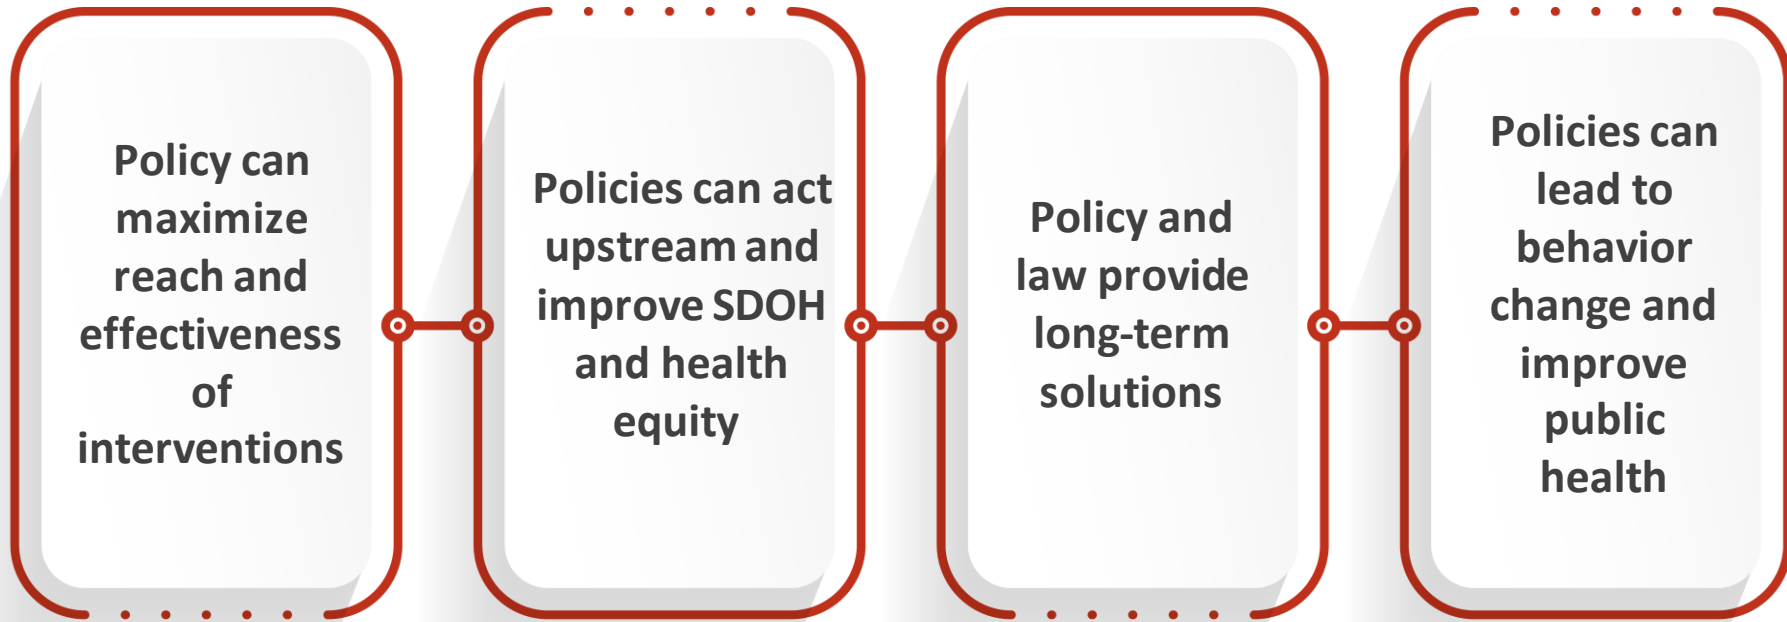 Policy can
maximize
reach and
effectiveness
of
interventions
Policies can act
upstream and
improve SDOH
and health
equity
Policy and
law provide
long-term
solutions
Policies can
lead to
behavior
change and
improve
public
health